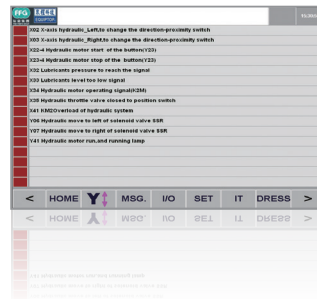 FFG
EQUIPTOP
X02 X-axis hydraulic_Left,to change the direction-proximity switch
X03 X-axis hydraulic_Right,to change the direction-proximity switch
X22-4 Hydraulic motor start of the button(Y23)
X23-4 Hydraulic motor stop of the button(Y23)
X32 Lubricants pressure to reach the signal
X33 Lubricants level too low signal
X34 Hydraulic motor operating signal(K2M)
X35 Hydraulic throttle valve closed to position switch
X41 KM2Overload of hydraulic system
Y06 Hydraulic move to left of solenoid valve SSR
Y07 Hydraulic move to right of solenoid valve SSR
Y41 Hydraulic motor run,and running lamp
< HOME Y MSG. I/O SET IT DRESS >